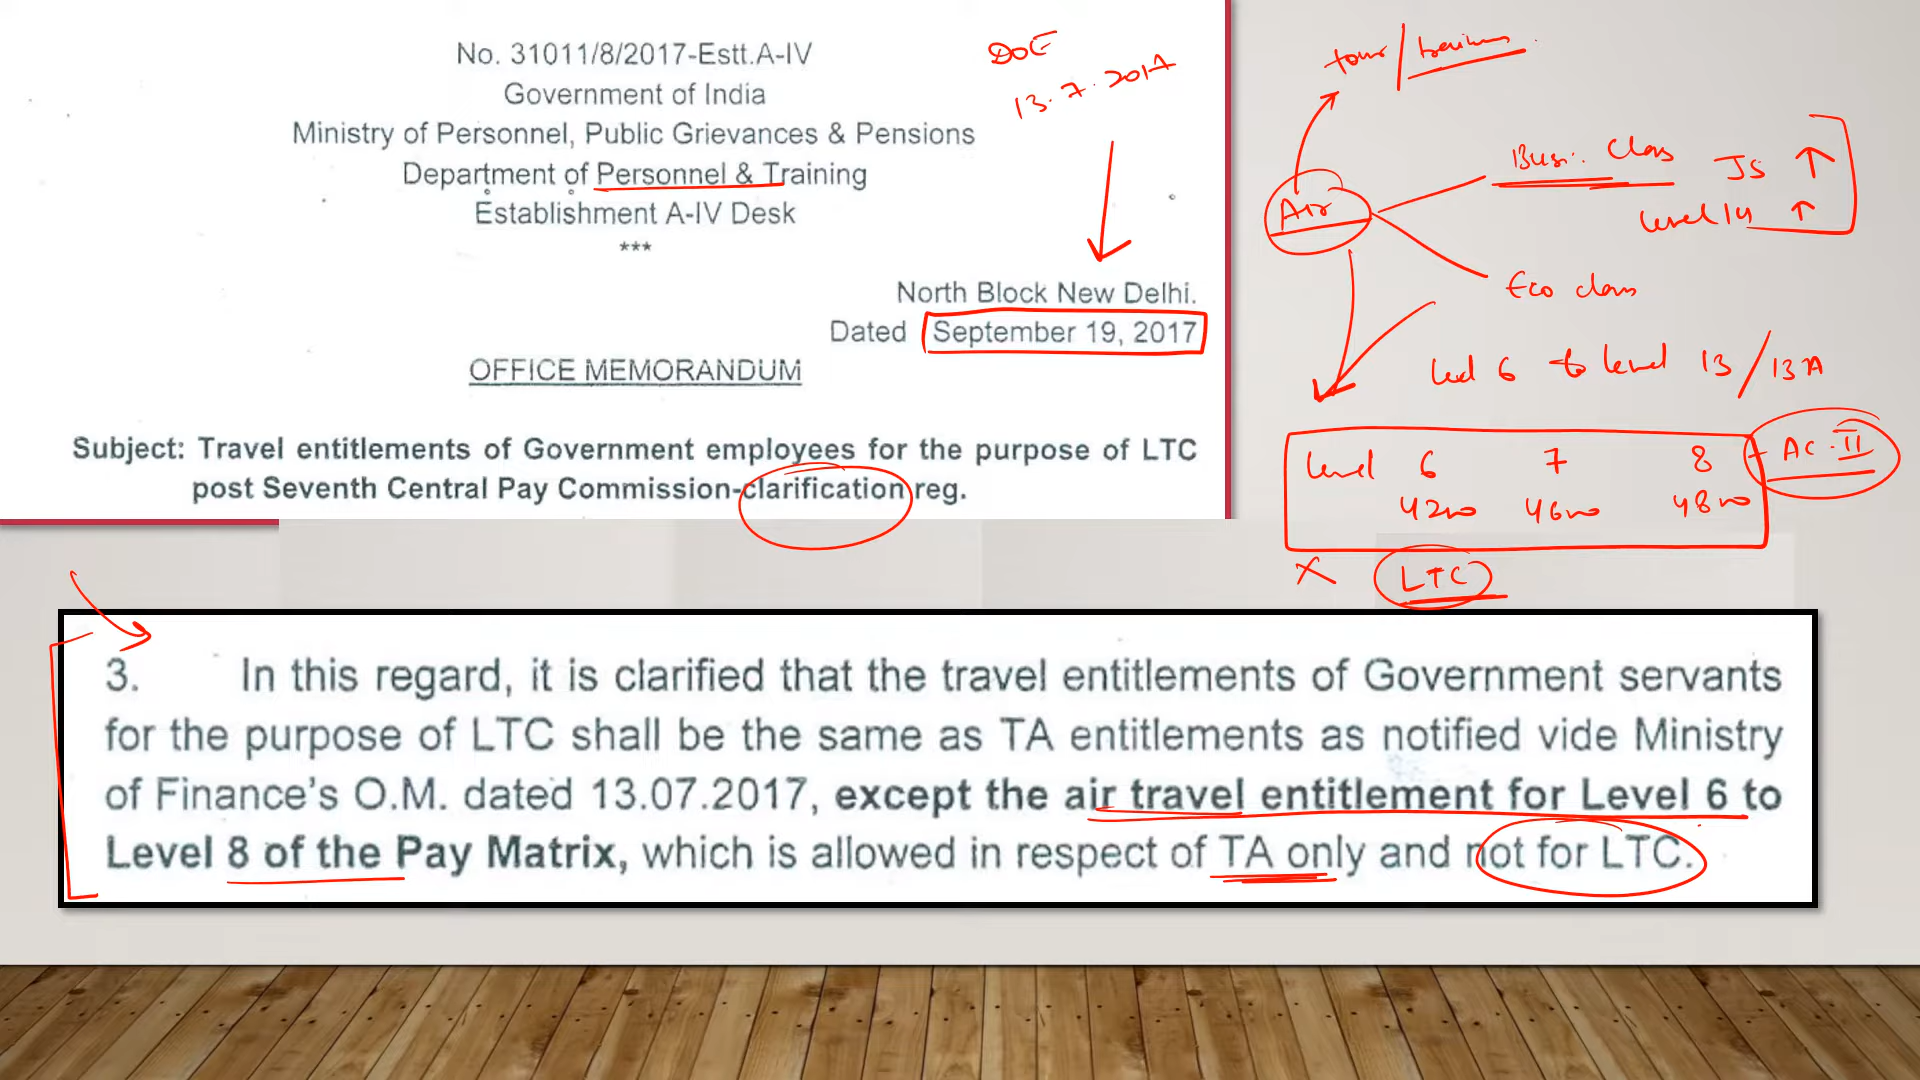 No. 31011/8/2017-Estt.A-IV
Government of India
Ministry of Personnel, Public Grievances & Pensions
Department of Personnel & Training
Establishment A-IV Desk
***
North Block New Delhi.
Dated September 19, 2017
OFFICE MEMORANDUM
Subject: Travel entitlements of Government employees for the purpose of LTC
post Seventh Central Pay Commission-clarification reg.
DOE
13.7.2017
tour/
Air
Busi. Class
JS ↑
level 14 ↑
Eco class
level 6 to level 13/13A
level 6 7 8 - AC-II
4200 4600 4800
X LTC
3. In this regard, it is clarified that the travel entitlements of Government servants
for the purpose of LTC shall be the same as TA entitlements as notified vide Ministry
of Finance's O.M. dated 13.07.2017, except the air travel entitlement for Level 6 to
Level 8 of the Pay Matrix, which is allowed in respect of TA only and not for LTC.